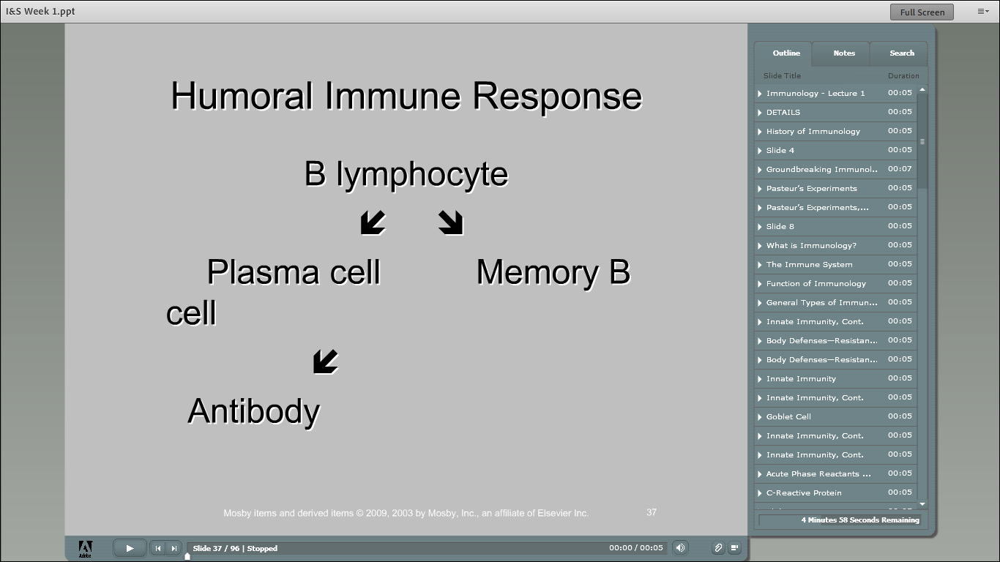 I&S Week 1.ppt
Full Screen
Humoral Immune Response
B lymphocyte
Plasma cell Memory B
cell
Antibody
Mosby items and derived items © 2009, 2003 by Mosby, Inc., an affiliate of Elsevier Inc. 37
Outline Notes Search
Slide Title Duration
Immunology - Lecture 1 00:05
DETAILS 00:05
History of Immunology 00:05
Slide 4 00:05
Groundbreaking Immunol.. 00:07
Pasteur's Experiments 00:05
Pasteur's Experiments,... 00:05
Slide 8 00:05
What is Immunology? 00:05
The Immune System 00:05
Function of Immunology 00:05
General Types of Immun... 00:05
Innate Immunity, Cont. 00:05
Body Defenses—Resistan... 00:05
Body Defenses—Resistan... 00:05
Innate Immunity 00:05
Innate Immunity, Cont. 00:05
Goblet Cell 00:05
Innate Immunity, Cont. 00:05
Innate Immunity, Cont. 00:05
Acute Phase Reactants ... 00:05
C-Reactive Protein 00:05
4 Minutes 58 Seconds Remaining
Adobe
Slide 37 / 96 | Stopped 00:00 / 00:05